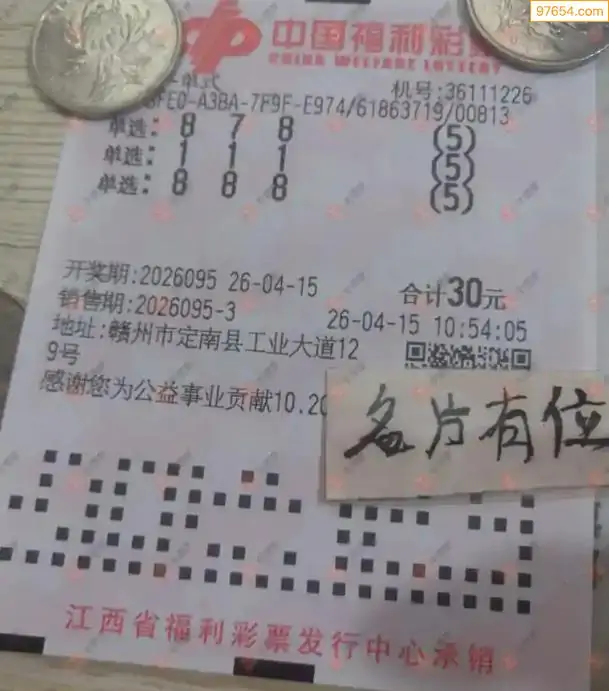 97654.com
中国福利彩票
CHINA WELFARE LOTTERY
单式
机号:36111226
FED-A3BA-7F9F-E974/61863719/00813
单选: 8 7 8 (5)
单选: 1 1 1 (5)
单选: 8 8 8 (5)
开奖期:2026095 26-04-15
合计30元
销售期:2026095-3
26-04-15 10:54:05
地址:赣州市定南县工业大道12
9号
感谢您为公益事业贡献10.20
名片有位
江西省福利彩票发行中心承销